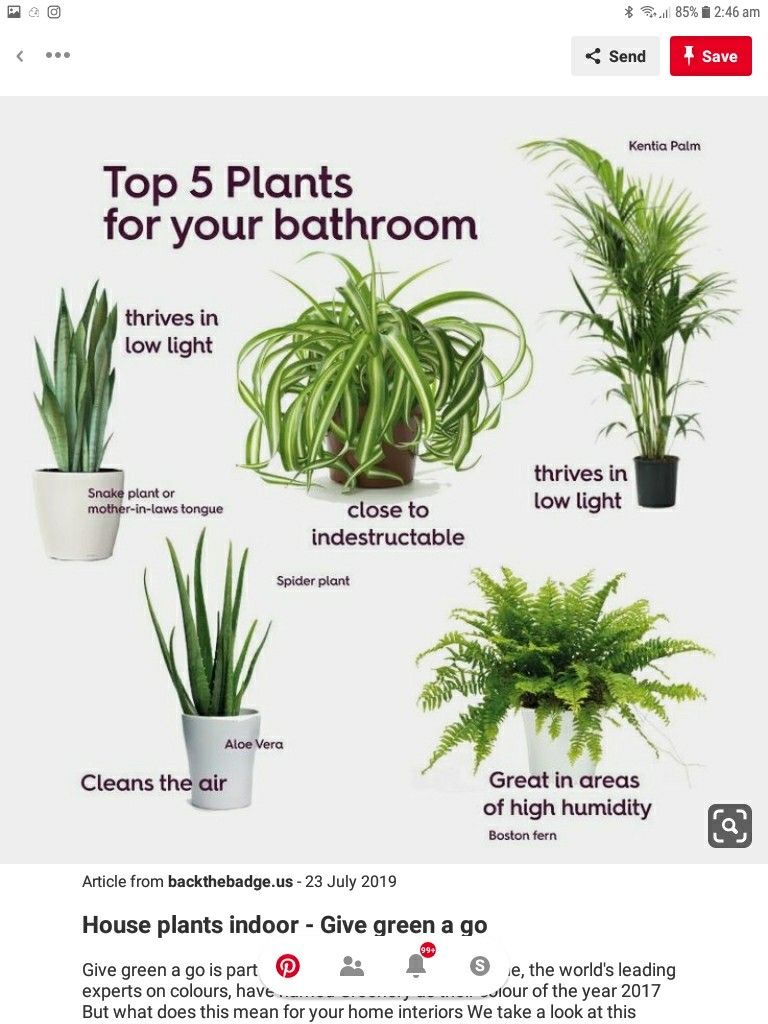 85% 2:46 am
Send
Save
Kentia Palm
Top 5 Plants
for your bathroom
thrives in
low light
thrives in
low light
Snake plant or
mother-in-laws tongue
close to
indestructable
Spider plant
Aloe Vera
Cleans the air
Great in areas
of high humidity
Boston fern
Article from backthebadge.us - 23 July 2019
House plants indoor - Give green a go
99+
S
Give green a go is part the world's leading
experts on colours, have named Greenery as their colour of the year 2017
But what does this mean for your home interiors We take a look at this